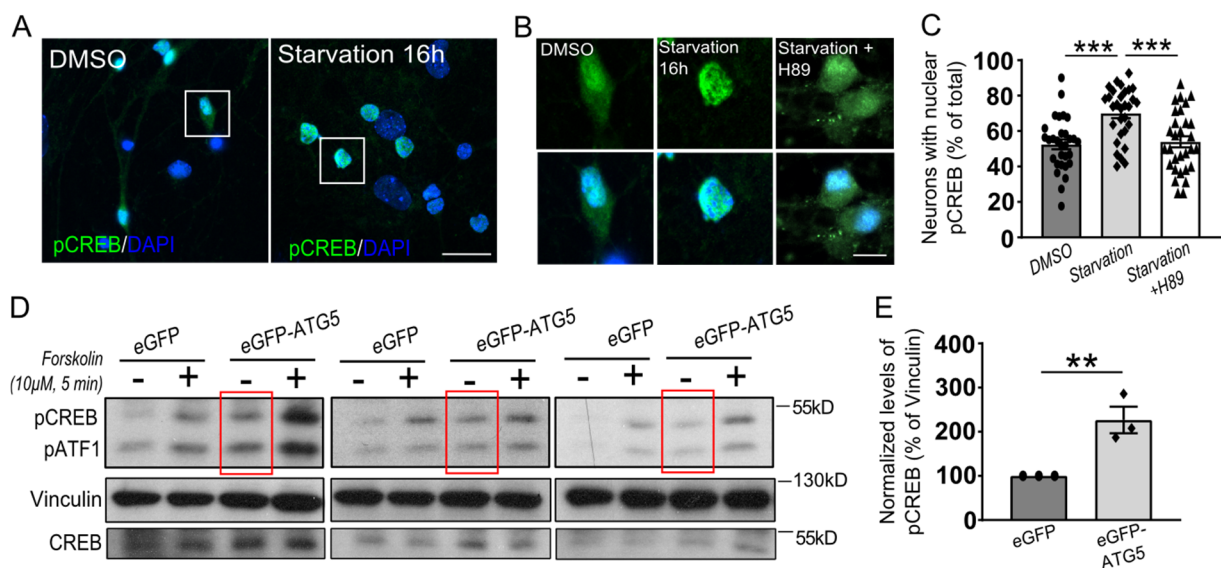 A
DMSO
pCREB/DAPI
Starvation 16h
pCREB/DAPI
B
DMSO
Starvation
16h
Starvation +
H89
C
Neurons with nuclear
pCREB (% of total)
100
80
60
40
20
0
***
***
DMSO
Starvation
Starvation
+H89
D
eGFP
eGFP-ATG5
eGFP
eGFP-ATG5
eGFP
eGFP-ATG5
Forskolin
(10µM, 5 min)
- + - + - + - + - + - +
pCREB
55kD
pATF1
130kD
Vinculin
CREB
55kD
E
Normalized levels of
pCREB (% of Vinculin)
400
300
200
100
0
**
eGFP
eGFP-
ATG5